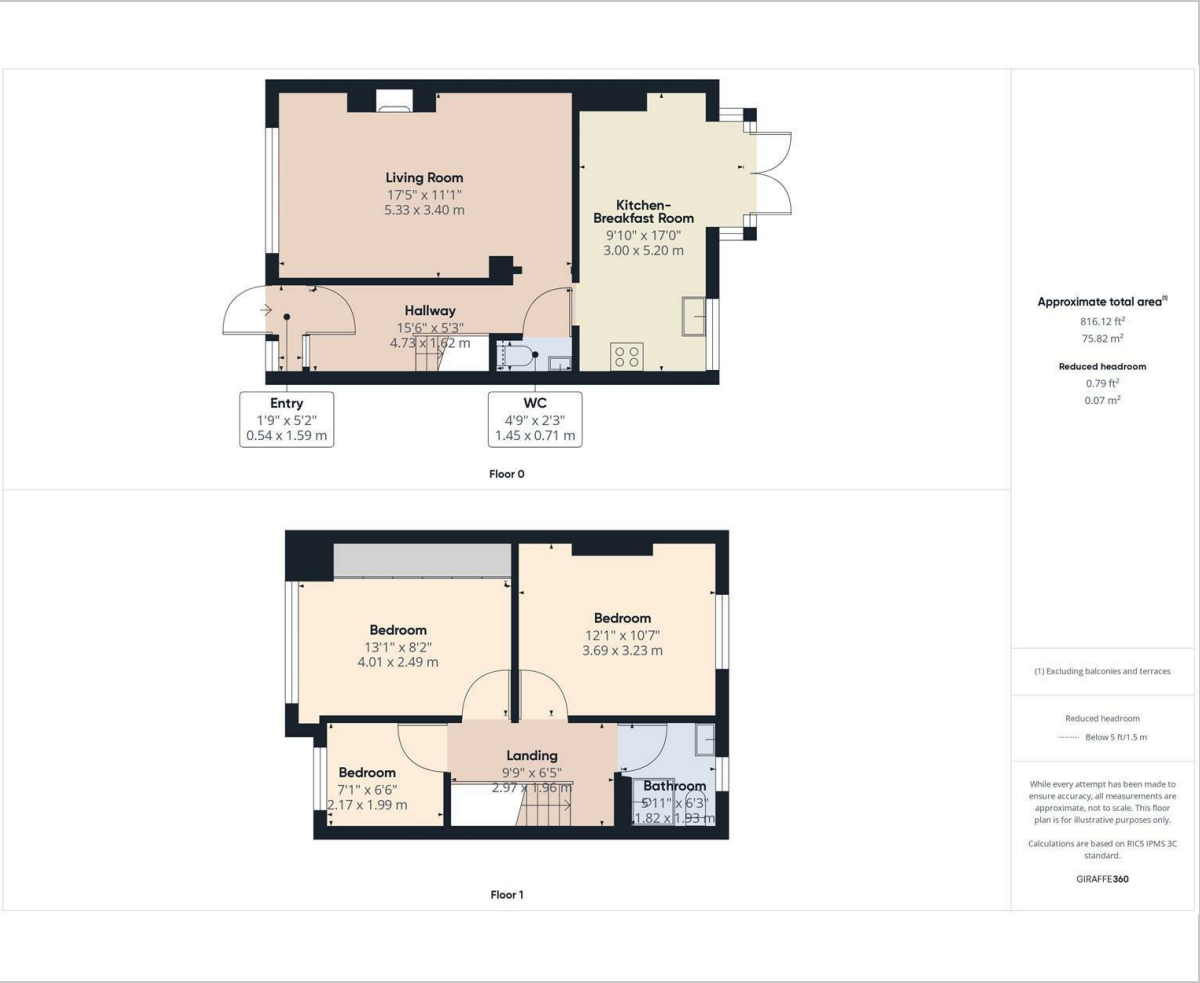 Living Room
17'5" x 11'1"
5.33 x 3.40 m
Kitchen-
Breakfast Room
9'10" x 17'0"
3.00 x 5.20 m
Hallway
15'6" x 5'3"
4.73 x 1.62 m
Entry
1'9" x 5'2"
0.54 x 1.59 m
WC
4'9" x 2'3"
1.45 x 0.71 m
Floor 0
Bedroom
13'1" x 8'2"
4.01 x 2.49 m
Bedroom
12'1" x 10'7"
3.69 x 3.23 m
Bedroom
7'1" x 6'6"
2.17 x 1.99 m
Landing
9'9" x 6'5"
2.97 x 1.96 m
Bathroom
5'11" x 6'3"
1.82 x 1.93 m
Floor 1
Approximate total area(1)
816.12 ft²
75.82 m²
Reduced headroom
0.79 ft²
0.07 m²
(1) Excluding balconies and terraces
Reduced headroom
Below 5 ft/1.5 m
While every attempt has been made to
ensure accuracy, all measurements are
approximate, not to scale. This floor
plan is for illustrative purposes only.
Calculations are based on RICS IPMS 3C
standard.
GIRAFFE360